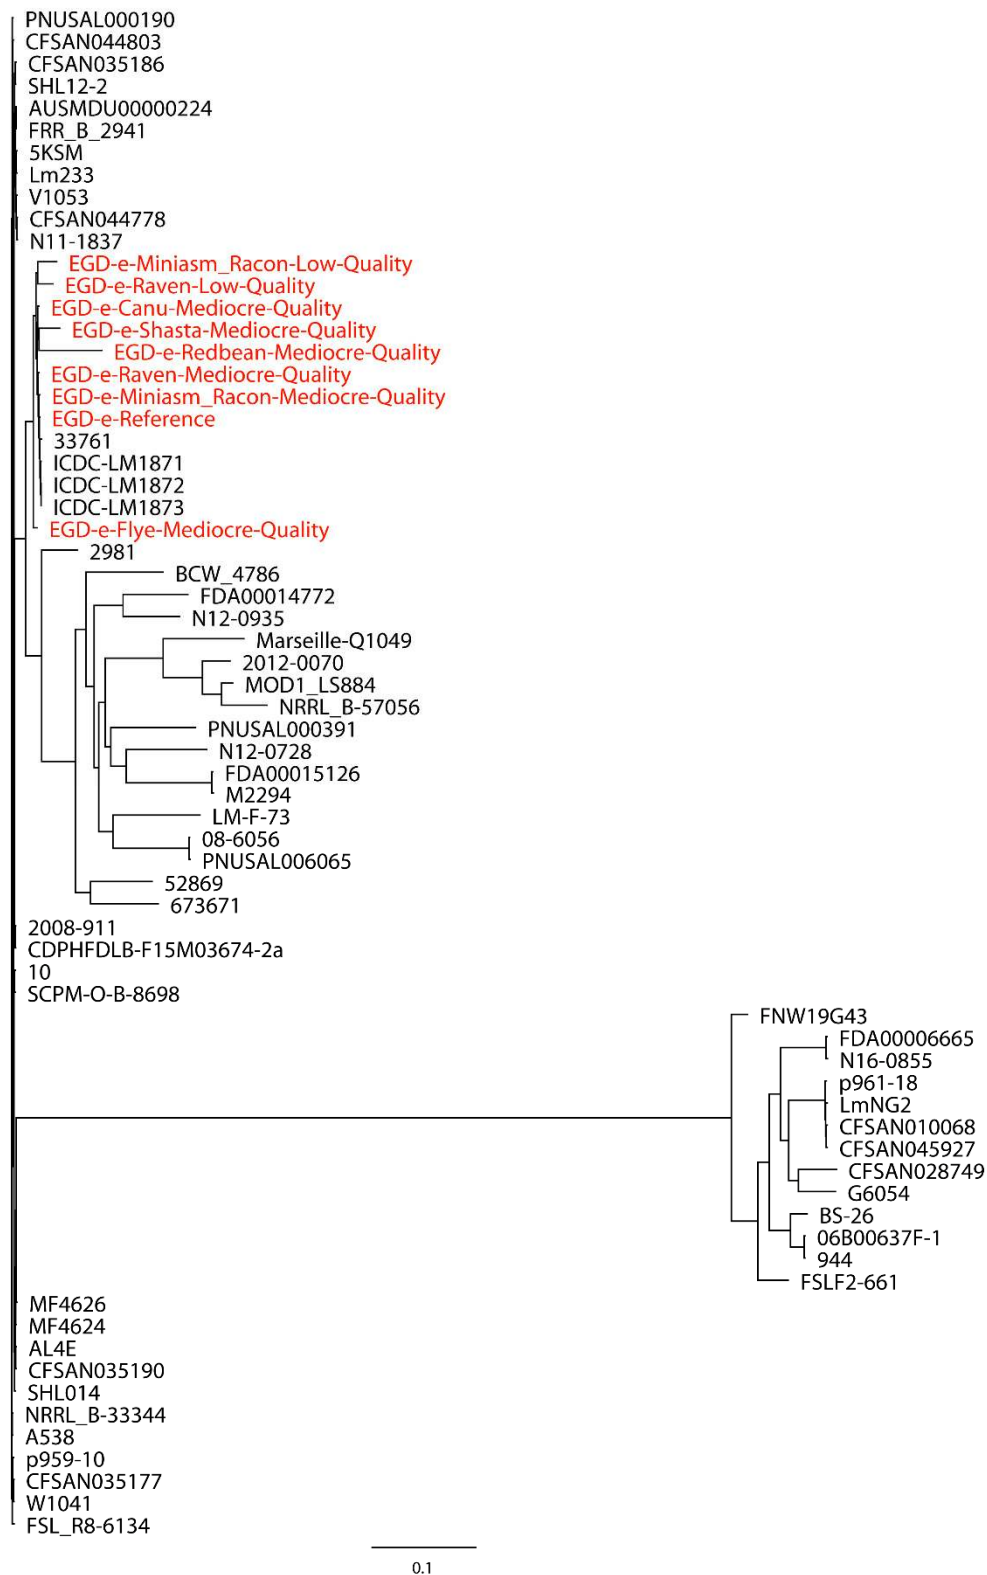 PNUSAL000190
CFSAN044803
CFSAN035186
SHL12-2
AUSMDU00000224
FRR_B_2941
5KSM
Lm233
V1053
CFSAN044778
N11-1837
EGD-e-Miniasm_Racon-Low-Quality
EGD-e-Raven-Low-Quality
EGD-e-Canu-Mediocre-Quality
EGD-e-Shasta-Mediocre-Quality
EGD-e-Redbean-Mediocre-Quality
EGD-e-Raven-Mediocre-Quality
EGD-e-Miniasm_Racon-Mediocre-Quality
EGD-e-Reference
33761
ICDC-LM1871
ICDC-LM1872
ICDC-LM1873
EGD-e-Flye-Mediocre-Quality
2981
BCW_4786
FDA00014772
N12-0935
Marseille-Q1049
2012-0070
MOD1_LS884
NRRL_B-57056
PNUSAL000391
N12-0728
FDA00015126
M2294
LM-F-73
08-6056
PNUSAL006065
52869
673671
2008-911
CDPHFDLB-F15M03674-2a
10
SCPM-O-B-8698
FNW19G43
FDA00006665
N16-0855
p961-18
LmNG2
CFSAN010068
CFSAN045927
CFSAN028749
G6054
BS-26
06B00637F-1
944
FSLF2-661
MF4626
MF4624
AL4E
CFSAN035190
SHL014
NRRL_B-33344
A538
p959-10
CFSAN035177
W1041
FSL_R8-6134
0.1